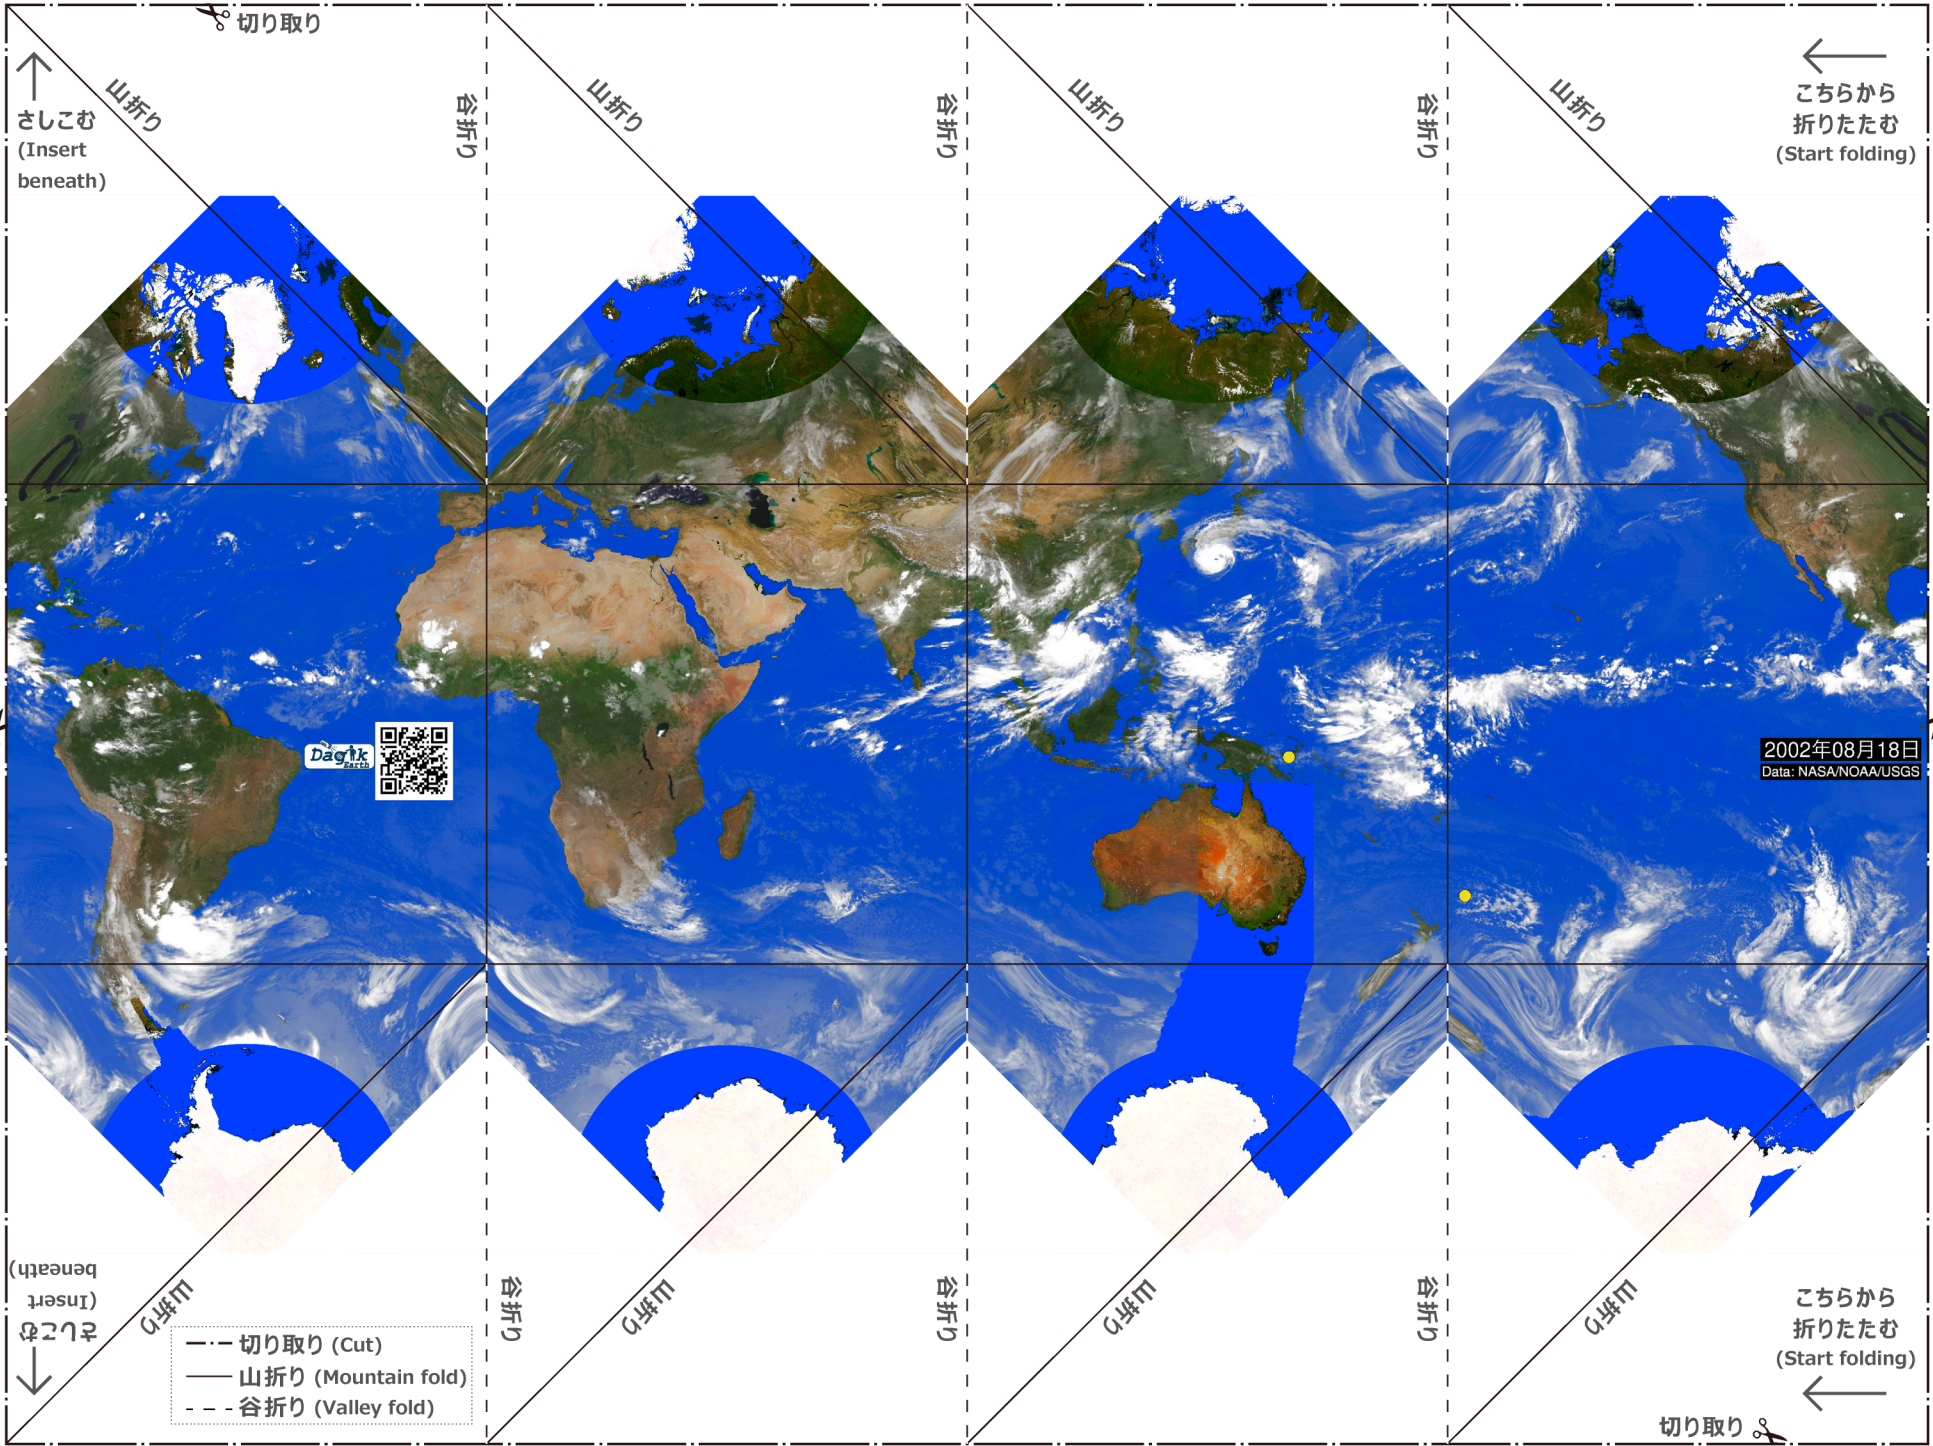 切り取り
山折り
谷折り
山折り
谷折り
山折り
谷折り
山折り
さしこむ
(Insert
beneath)
こちらから
折りたたむ
(Start folding)
Dagik
Earth
2002年08月18日
Data: NASA/NOAA/USGS
さしこむ
(Insert
beneath)
山折り
谷折り
山折り
谷折り
山折り
谷折り
山折り
こちらから
折りたたむ
(Start folding)
切り取り (Cut)
山折り (Mountain fold)
谷折り (Valley fold)
切り取り